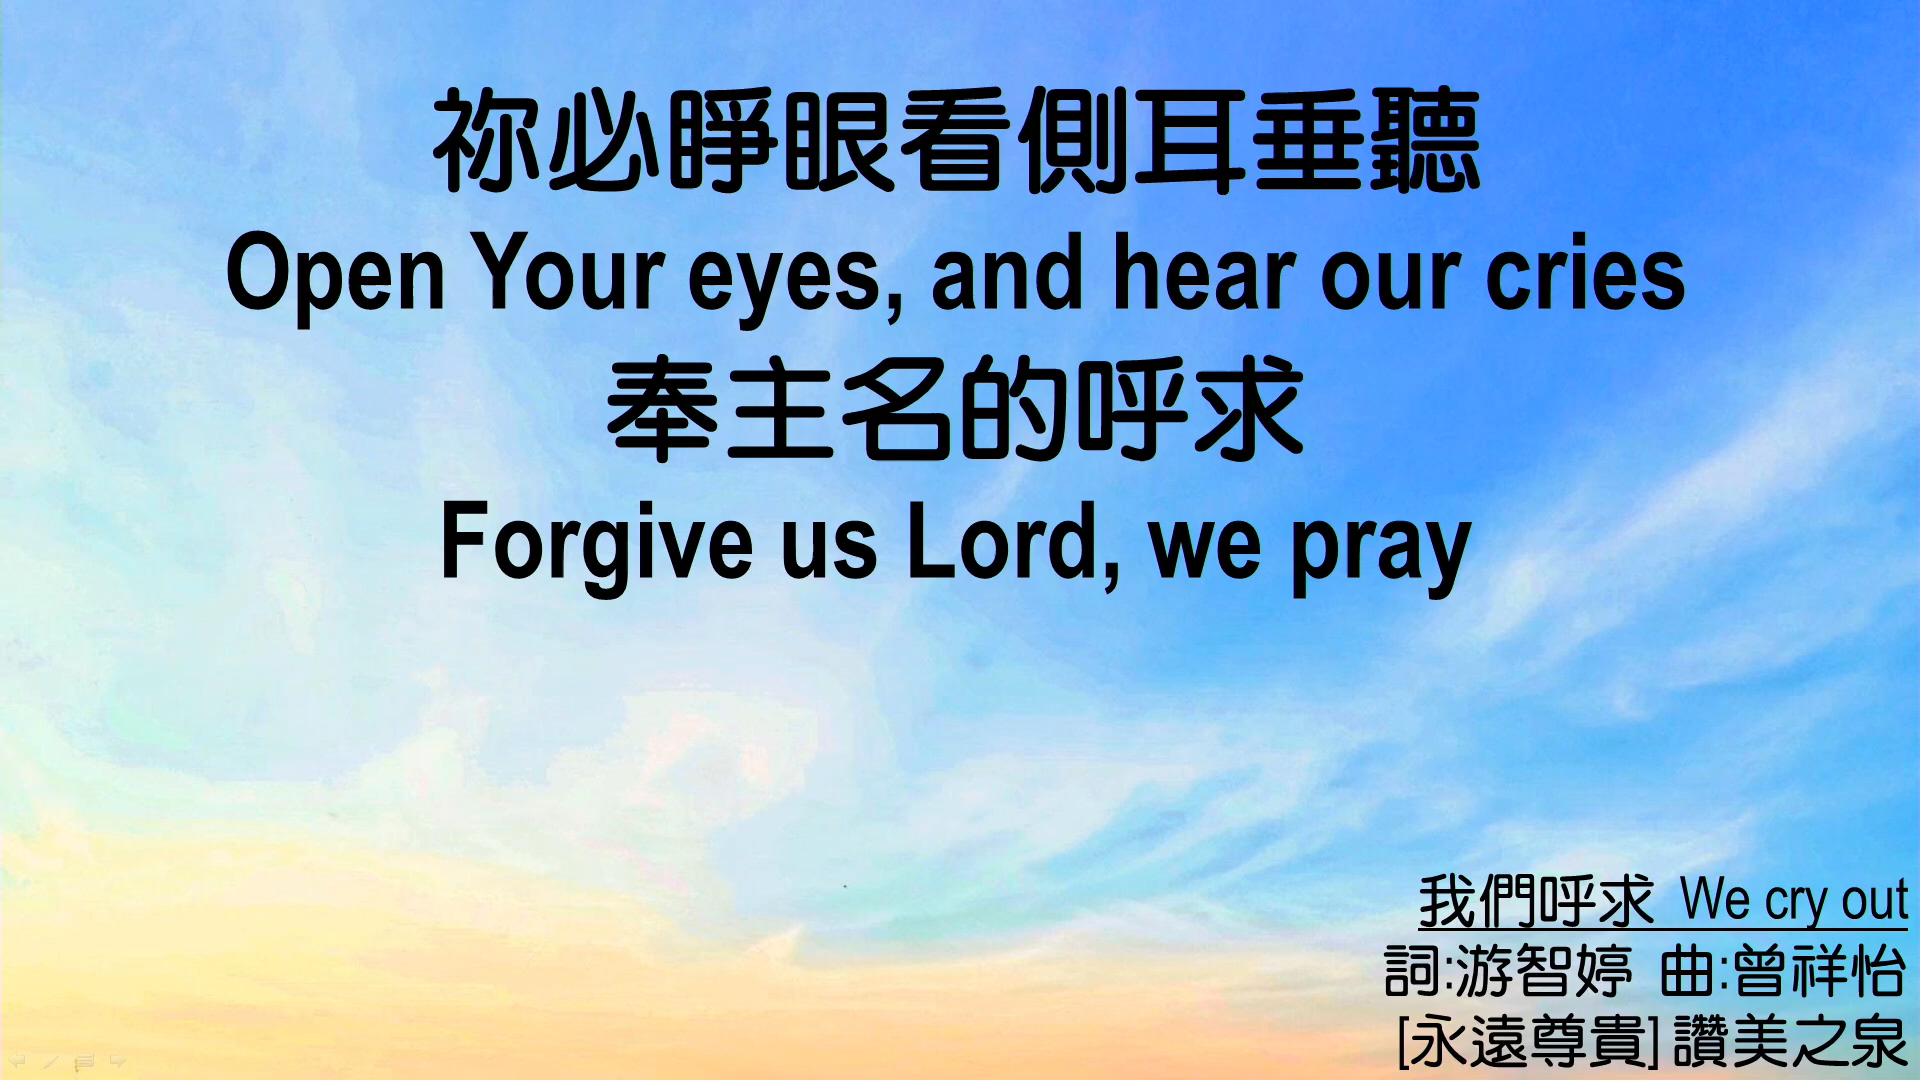 祢必睜眼看側耳垂聽
Open Your eyes, and hear our cries
奉主名的呼求
Forgive us Lord, we pray
我們呼求 We cry out
詞:游智婷 曲:曾祥怡
[永遠尊貴] 讚美之泉